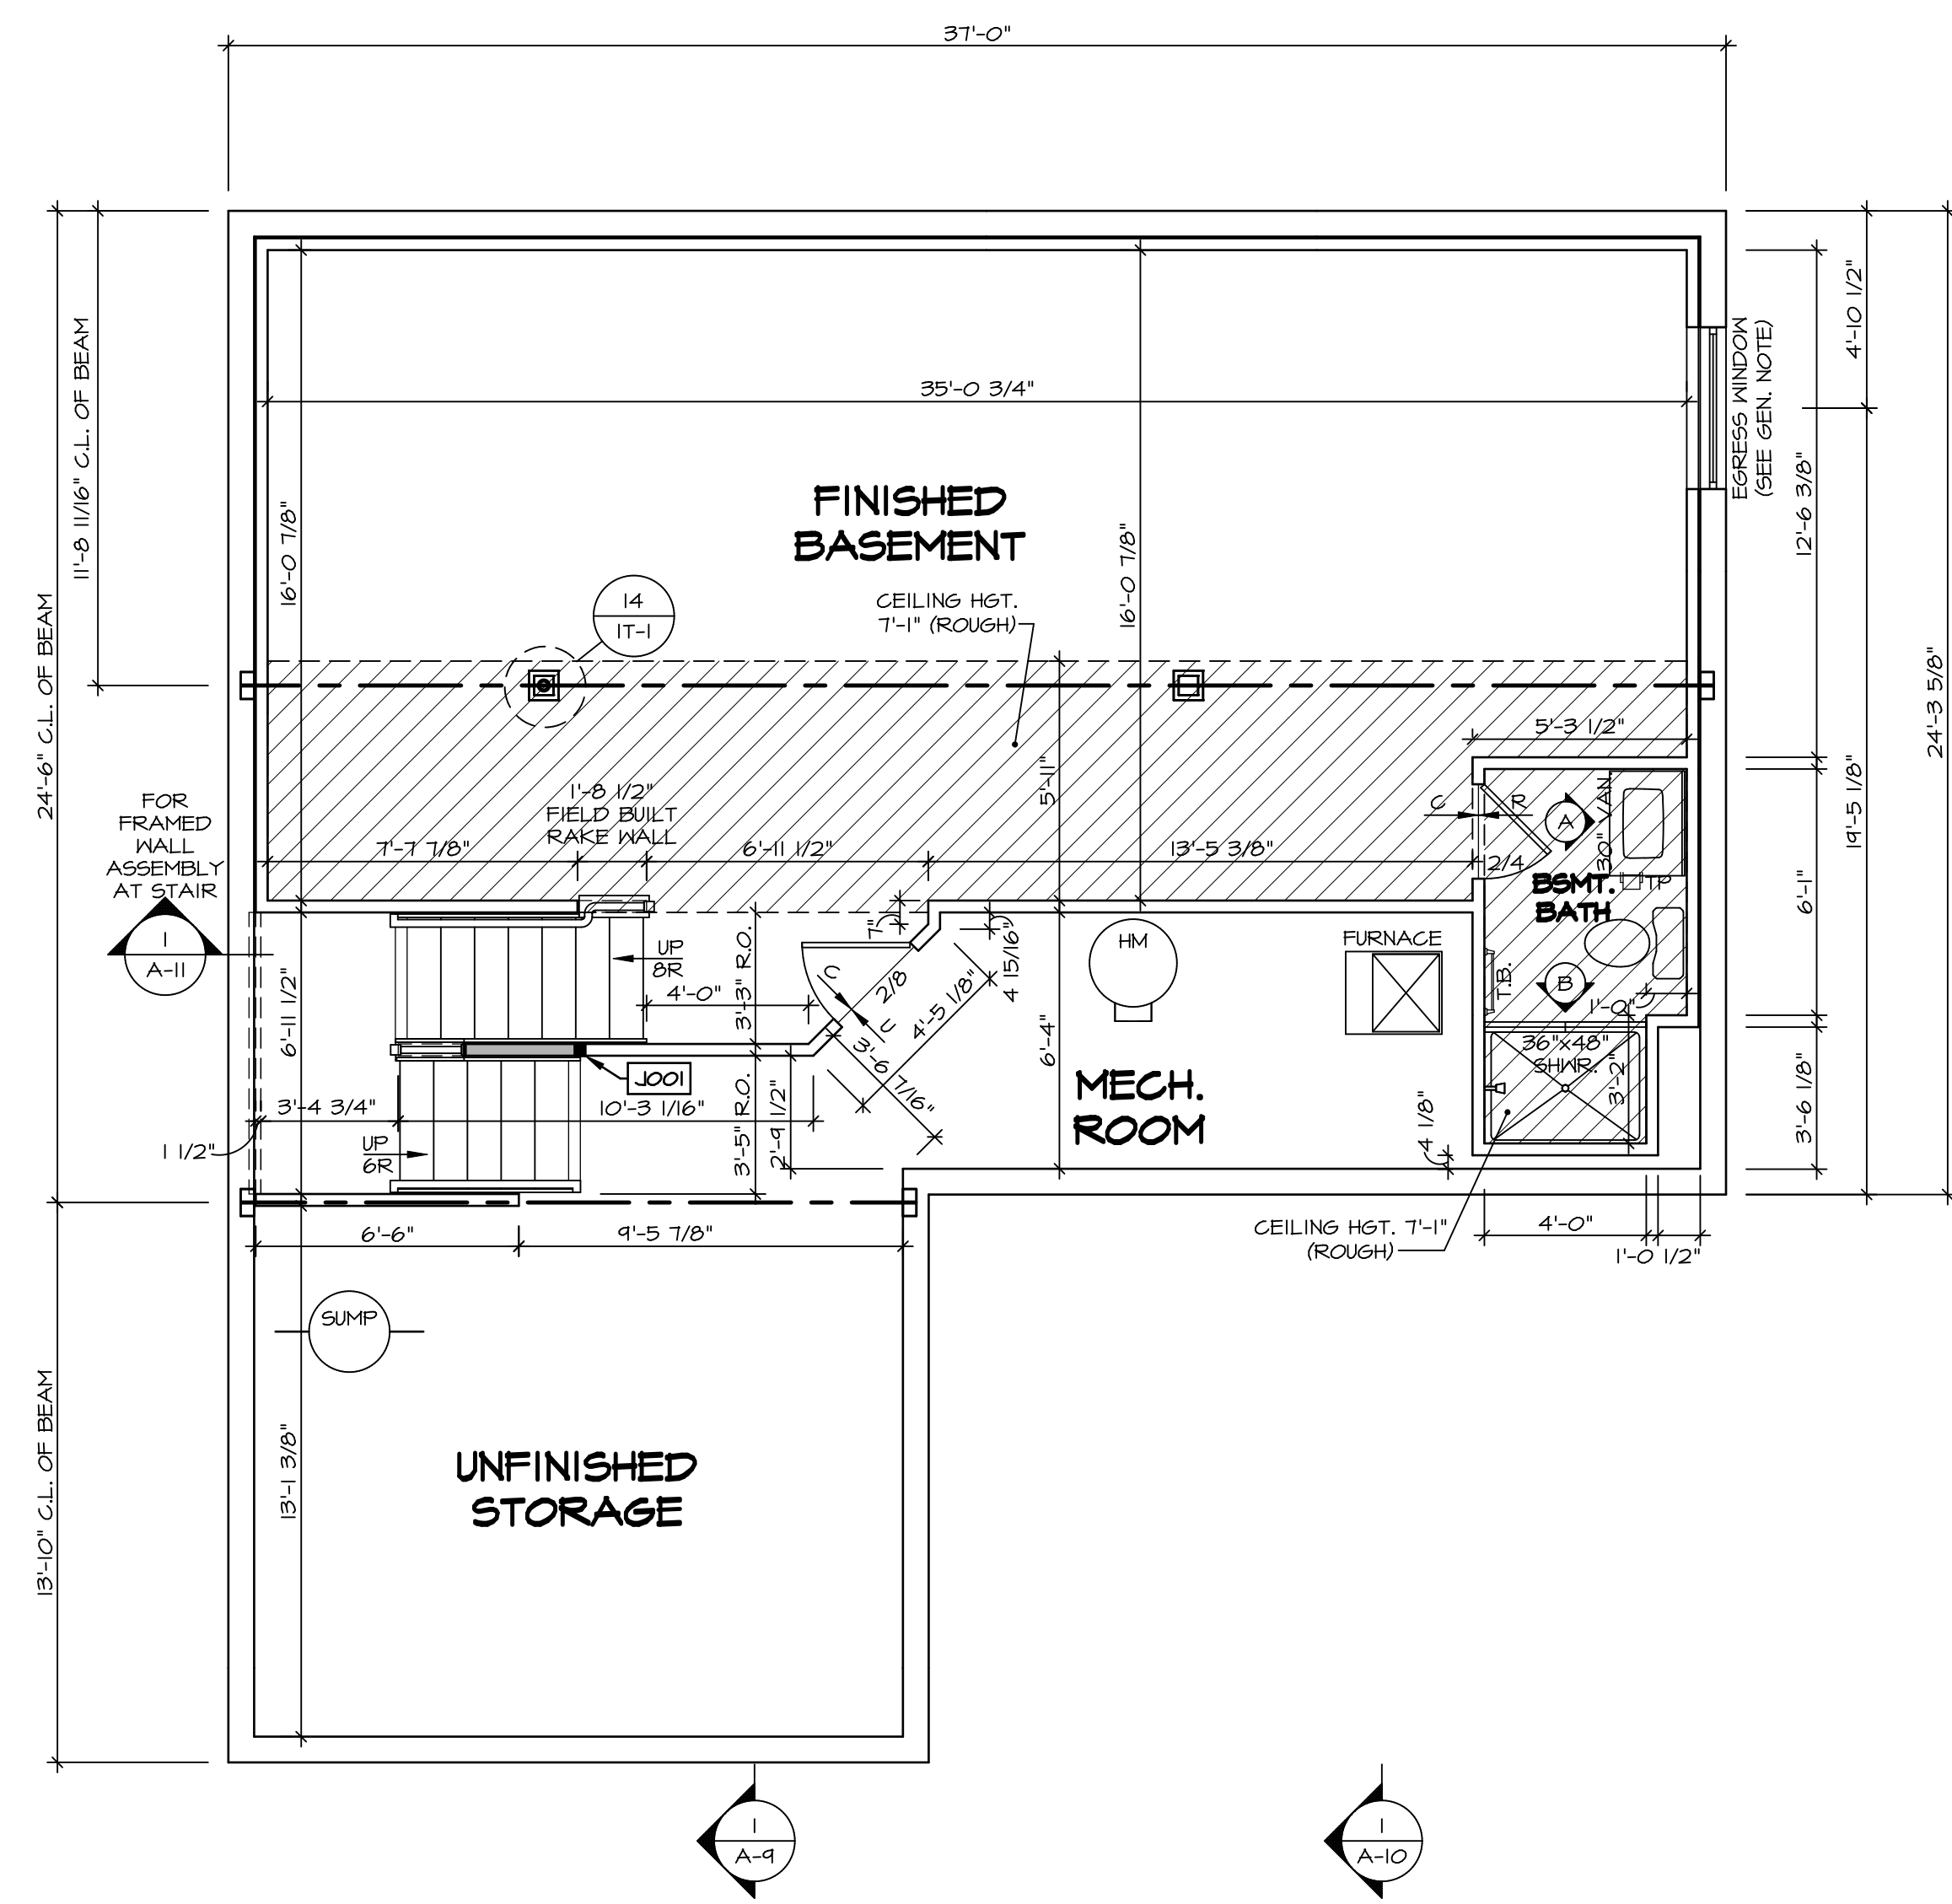 37'-0"
24'-6" C.L. OF BEAM
11'-8 11/16" C.L. OF BEAM
13'-10" C.L. OF BEAM
16'-0 7/8"
35'-0 3/4"
16'-0 7/8"
FINISHED
BASEMENT
CEILING HGT.
7'-1" (ROUGH)
14
1T-1
EGRESS WINDOW
(SEE GEN. NOTE)
4'-10 1/2"
12'-6 3/8"
24'-3 5/8"
19'-5 1/8"
6'-1"
3'-6 1/8"
5'-3 1/2"
5'-11"
1'-8 1/2"
FIELD BUILT
RAKE WALL
7'-7 7/8"
6'-11 1/2"
13'-5 3/8"
FOR
FRAMED
WALL
ASSEMBLY
AT STAIR
1
A-11
C
R
2/4
A
30" VAN.
BSMT.
BATH
TP
T.B.
B
1'-0"
36"x48"
SHWR.
3'-2"
6'-11 1/2"
UP
8R
4'-0"
3'-3" R.O.
7"
C
U
2/8
4'-5 1/8"
4 15/16"
3'-6 7/16"
HW
FURNACE
6'-4"
MECH.
ROOM
J001
3'-4 3/4"
10'-3 1/16"
3'-5" R.O.
2'-9 1/2"
1 1/2"
UP
6R
4 1/8"
CEILING HGT. 7'-1"
(ROUGH)
4'-0"
1'-0 1/2"
6'-6"
9'-5 7/8"
SUMP
13'-1 3/8"
UNFINISHED
STORAGE
1
A-9
1
A-10